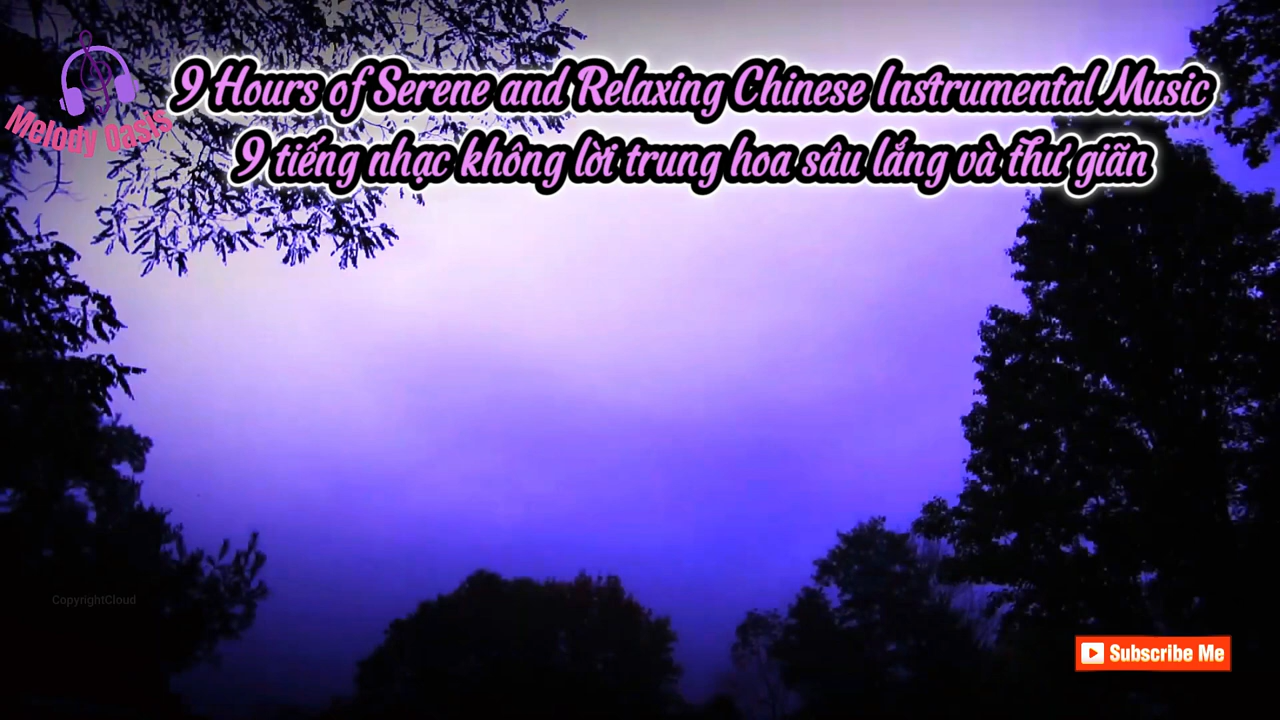 Melody Oasis
9 Hours of Serene and Relaxing Chinese Instrumental Music
9 tiếng nhạc không lời trung hoa sâu lắng và thư giãn
CopyrightCloud
Subscribe Me